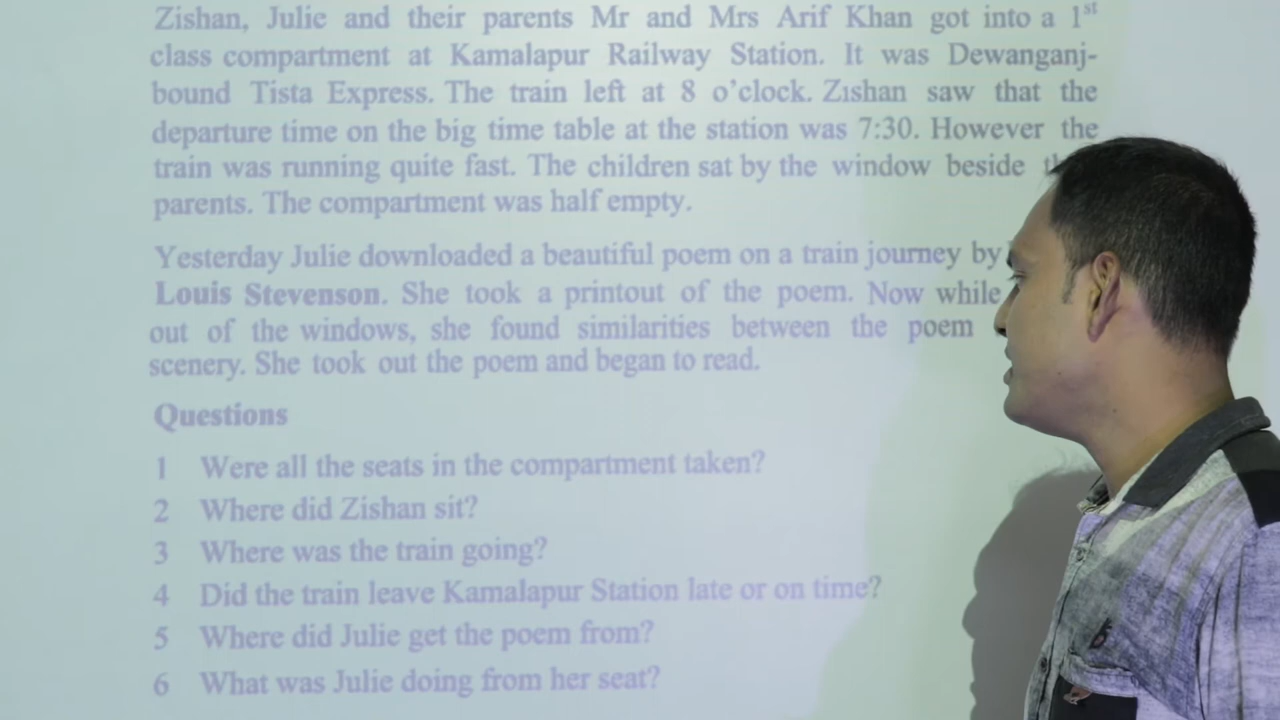 Zishan, Julie and their parents Mr and Mrs Arif Khan got into a 1st
class compartment at Kamalapur Railway Station. It was Dewanganj-
bound Tista Express. The train left at 8 o'clock. Zishan saw that the
departure time on the big time table at the station was 7:30. However the
train was running quite fast. The children sat by the window beside
parents. The compartment was half empty.
Yesterday Julie downloaded a beautiful poem on a train journey by
Louis Stevenson. She took a printout of the poem. Now while
out of the windows, she found similarities between the poem
scenery. She took out the poem and began to read.
Questions
1 Were all the seats in the compartment taken?
2 Where did Zishan sit?
3 Where was the train going?
4 Did the train leave Kamalapur Station late or on time?
5 Where did Julie get the poem from?
6 What was Julie doing from her seat?